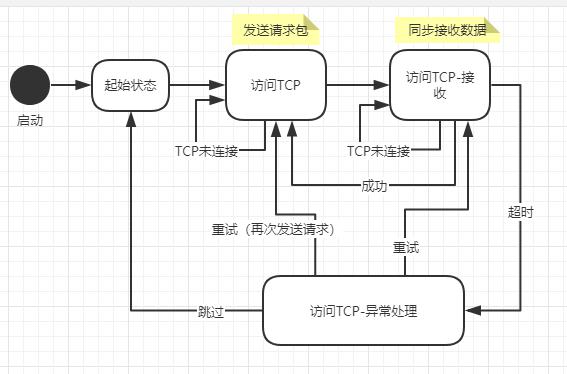 发送请求包
同步接收数据
起始状态
访问TCP
访问TCP-接
收
启动
TCP未连接
TCP未连接
成功
超时
重试（再次发送请求）
重试
跳过
访问TCP-异常处理